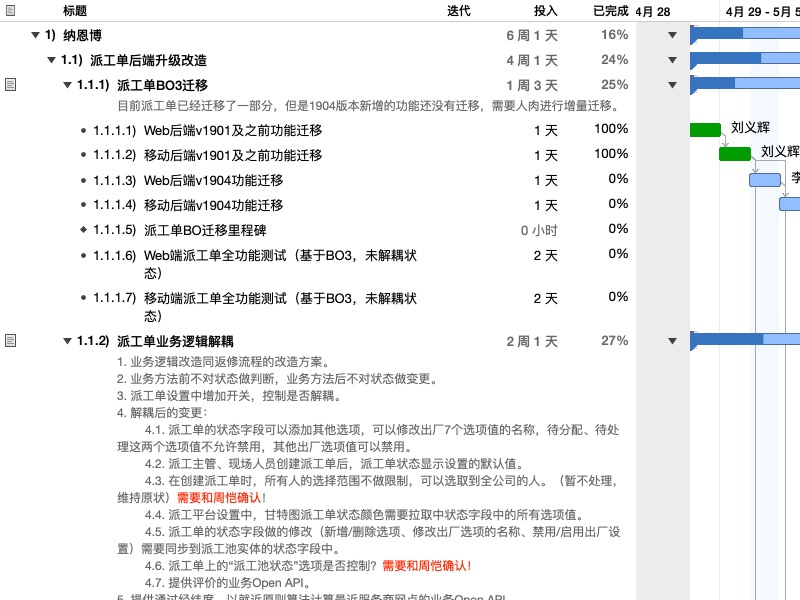 标题 迭代 投入 已完成 4月 28 4月 29 - 5月 5
1) 纳恩博 6 周 1 天 16%
1.1) 派工单后端升级改造 4 周 1 天 24%
1.1.1) 派工单BO3迁移 1 周 3 天 25%
目前派工单已经迁移了一部分，但是1904版本新增的功能还没有迁移，需要人肉进行增量迁移。
• 1.1.1.1) Web后端v1901及之前功能迁移 1 天 100% 刘义辉
• 1.1.1.2) 移动后端v1901及之前功能迁移 1 天 100% 刘义辉
• 1.1.1.3) Web后端v1904功能迁移 1 天 0%
• 1.1.1.4) 移动后端v1904功能迁移 1 天 0%
1.1.1.5) 派工单BO迁移里程碑 0 小时 0%
• 1.1.1.6) Web端派工单全功能测试（基于BO3，未解耦状 2 天 0%
态）
• 1.1.1.7) 移动端派工单全功能测试（基于BO3，未解耦状 2 天 0%
态）
1.1.2) 派工单业务逻辑解耦 2 周 1 天 27%
1. 业务逻辑改造同返修流程的改造方案。
2. 业务方法前不对状态做判断，业务方法后不对状态做变更。
3. 派工单设置中增加开关，控制是否解耦。
4. 解耦后的变更：
4.1. 派工单的状态字段可以添加其他选项，可以修改出厂7个选项值的名称，待分配、待处
理这两个选项值不允许禁用，其他出厂选项值可以禁用。
4.2. 派工主管、现场人员创建派工单后，派工单状态显示设置的默认值。
4.3. 在创建派工单时，所有人的选择范围不做限制，可以选取到全公司的人。（暂不处理，
维持原状）需要和周恺确认！
4.4. 派工平台设置中，甘特图派工单状态颜色需要拉取中状态字段中的所有选项值。
4.5. 派工单的状态字段做的修改（新增/删除选项、修改出厂选项的名称、禁用/启用出厂设
置）需要同步到派工池实体的状态字段中。
4.6. 派工单上的“派工池状态”选项是否控制？需要和周恺确认！
4.7. 提供评价的业务Open API。
5. 提供通过经纬度，以就近原则算法计算最近服务商网点的业务Open API。